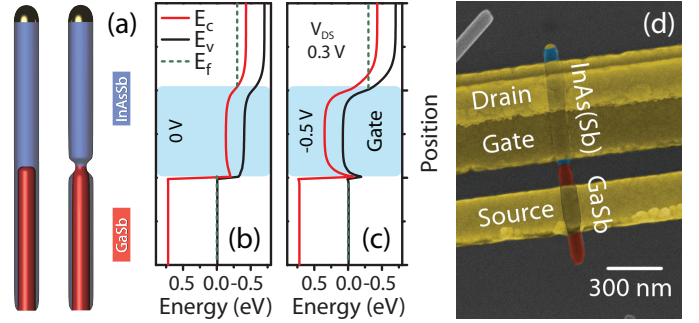 (a)
InAsSb
GaSb
E_c
E_v
E_f
0 V
(b)
0.5
0.0
-0.5
Energy (eV)
V_DS
0.3 V
-0.5 V
Gate
(c)
0.5
0.0
-0.5
Energy (eV)
Position
(d)
Drain
Gate
Source
InAs(Sb)
GaSb
300 nm